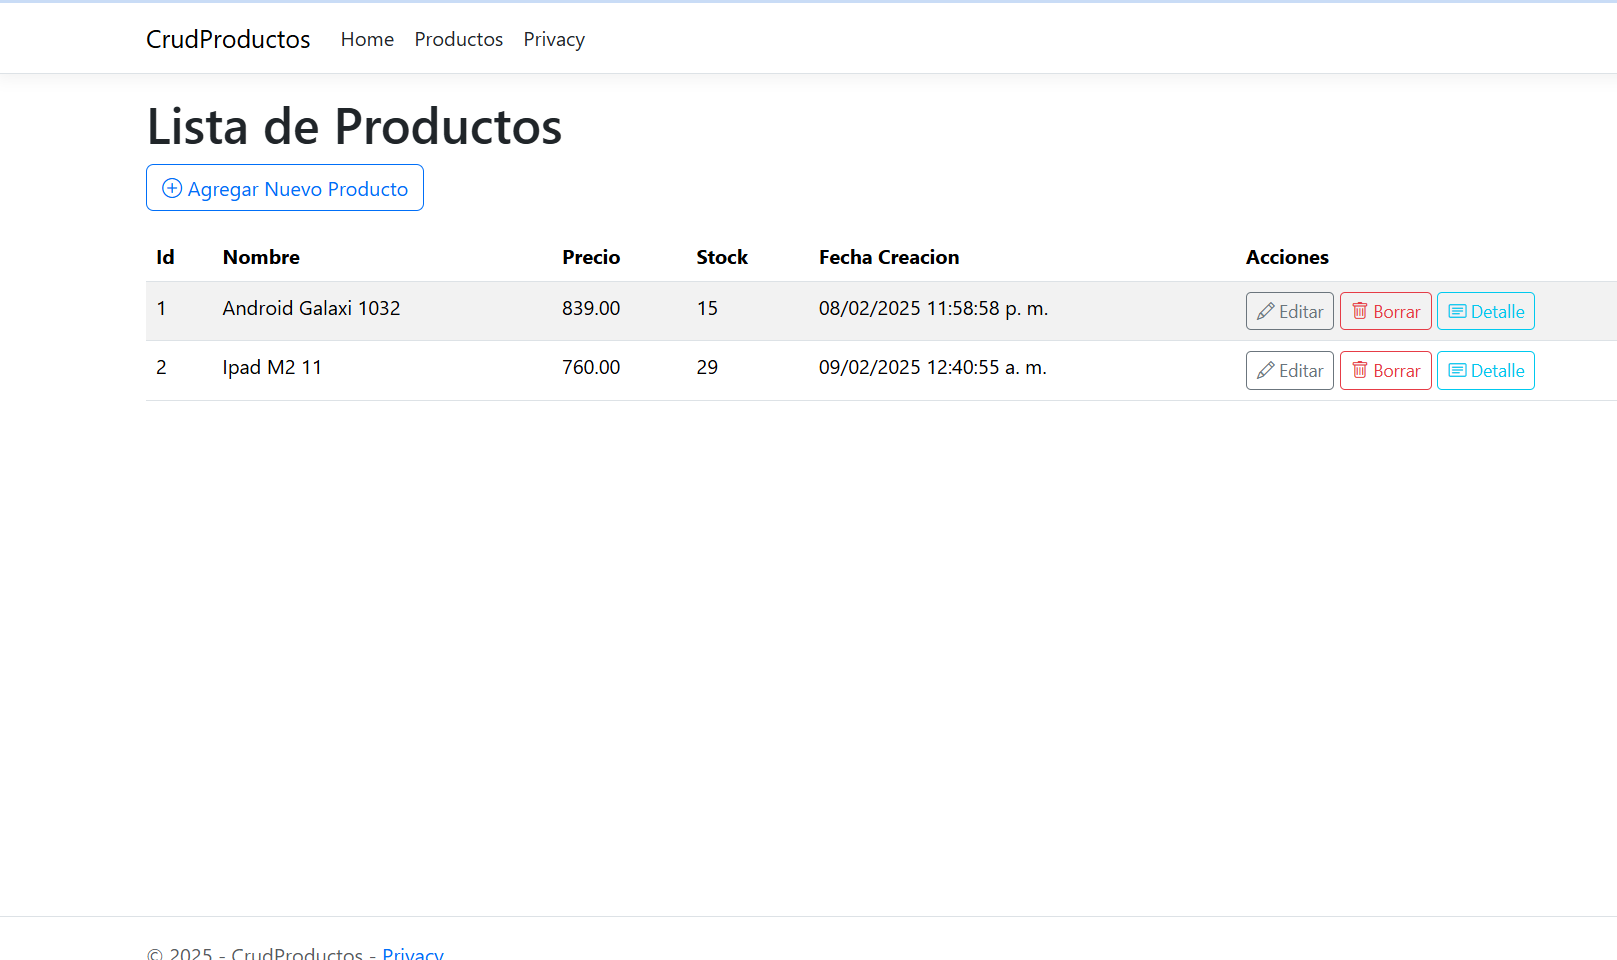 CrudProductos Home Productos Privacy
Lista de Productos
Agregar Nuevo Producto
Id Nombre Precio Stock Fecha Creacion Acciones
1 Android Galaxi 1032 839.00 15 08/02/2025 11:58:58 p. m. Editar Borrar Detalle
2 Ipad M2 11 760.00 29 09/02/2025 12:40:55 a. m. Editar Borrar Detalle
© 2025 - CrudProductos - Privacy